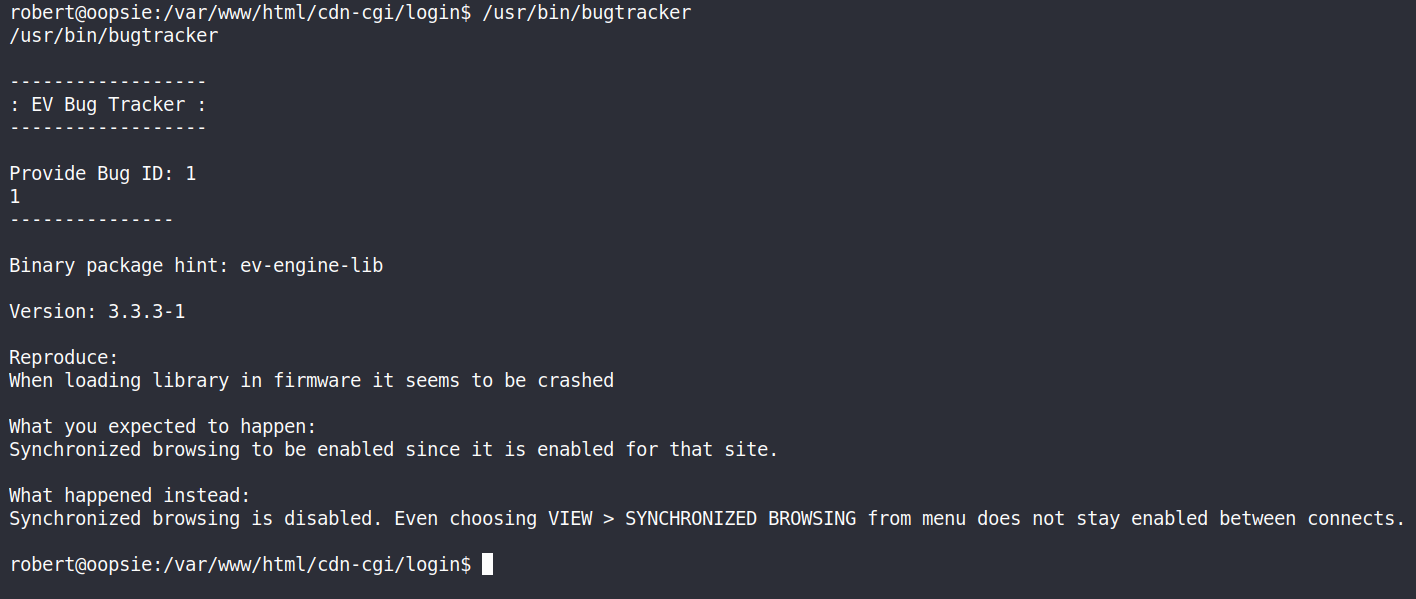 robert@oopsie:/var/www/html/cdn-cgi/login$ /usr/bin/bugtracker
/usr/bin/bugtracker
------------------
: EV Bug Tracker :
------------------
Provide Bug ID: 1
1
---------------
Binary package hint: ev-engine-lib
Version: 3.3.3-1
Reproduce:
When loading library in firmware it seems to be crashed
What you expected to happen:
Synchronized browsing to be enabled since it is enabled for that site.
What happened instead:
Synchronized browsing is disabled. Even choosing VIEW > SYNCHRONIZED BROWSING from menu does not stay enabled between connects.
robert@oopsie:/var/www/html/cdn-cgi/login$